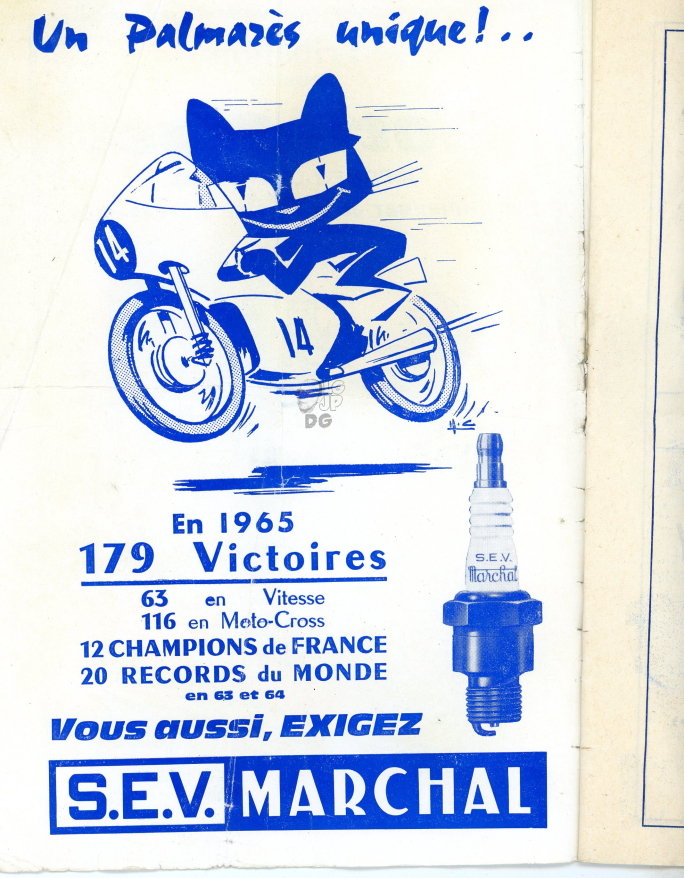 Un Palmarès unique!..
14
14
DG
En 1965
179 Victoires
63 en Vitesse
116 en Moto-Cross
12 CHAMPIONS de FRANCE
20 RECORDS du MONDE
en 63 et 64
Vous aussi, EXIGEZ
S.E.V.
Marchal
S.E.V. MARCHAL